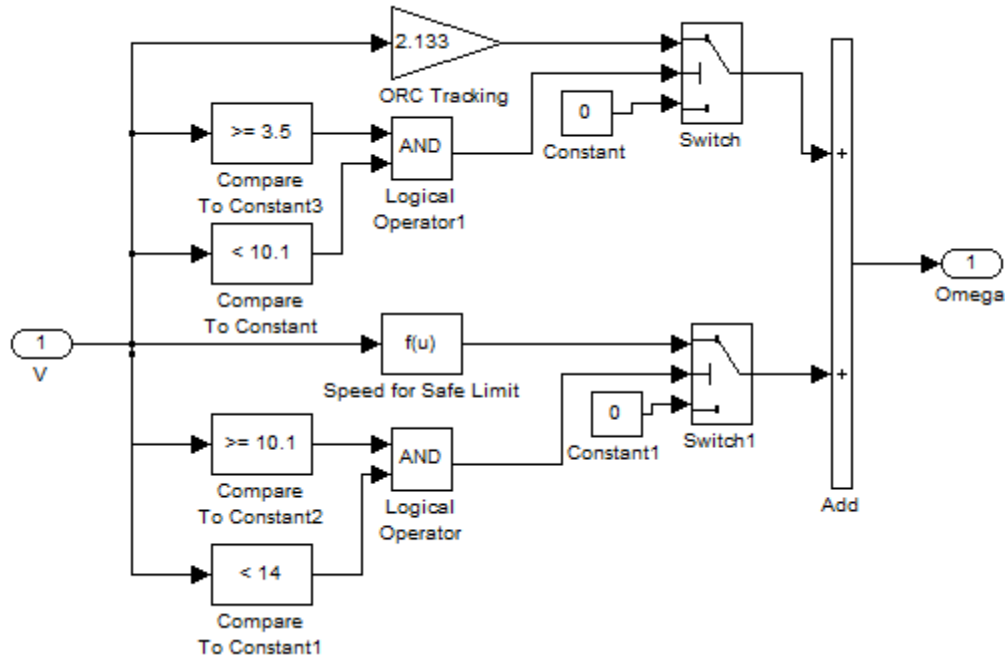 2.133
ORC Tracking
0
Constant
Switch
>= 3.5
Compare
To Constant3
AND
Logical
Operator1
< 10.1
Compare
To Constant
+
1
Omega
1
V
f(u)
Speed for Safe Limit
0
Constant1
Switch1
+
>= 10.1
Compare
To Constant2
AND
Logical
Operator
Add
< 14
Compare
To Constant1